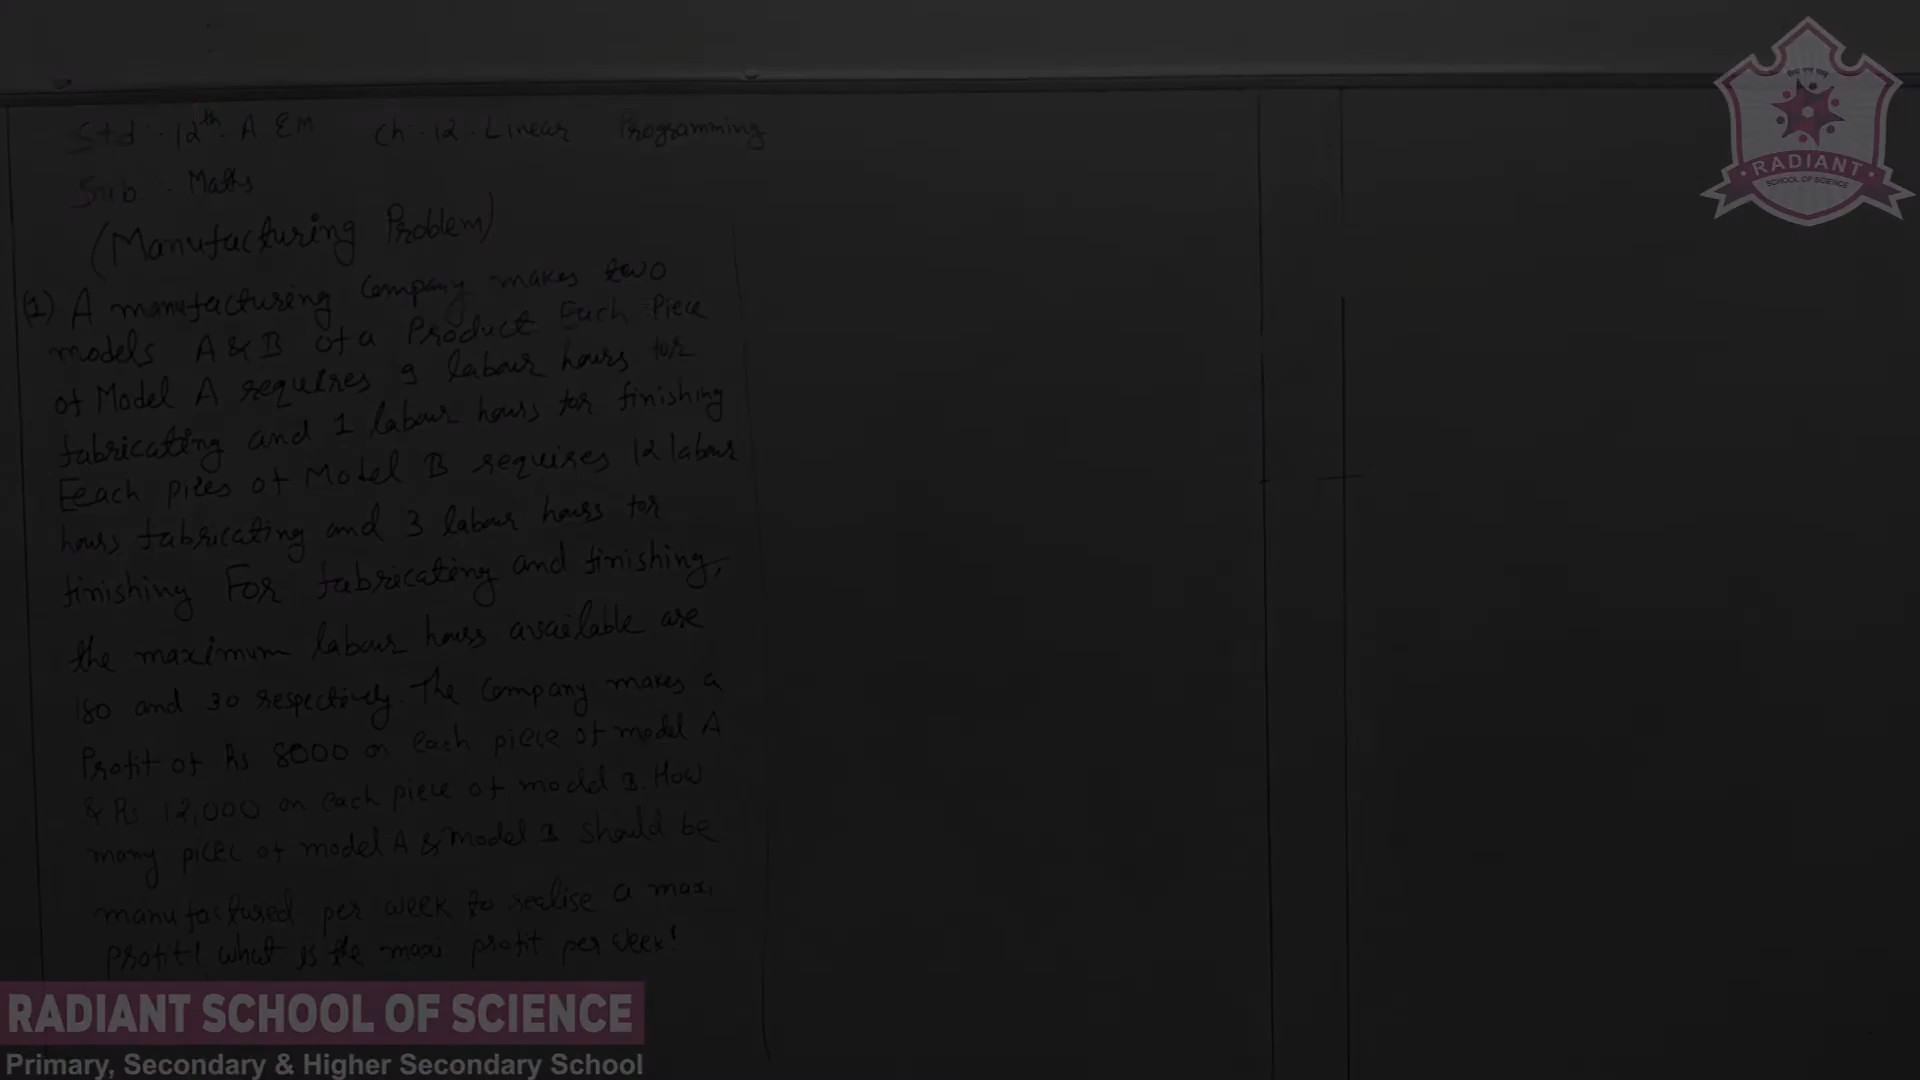 Std : 12th A EM Ch. 12. Linear Programming
Sub : Maths
(Manufacturing Problem)
(1) A manufacturing company makes two
models A & B of a Product Each Piece
of Model A requires 9 labour hours for
fabricating and 1 labour hours for finishing
Eeach pices of Model B requires 12 labour
hours fabricating and 3 labour hours for
finishing For fabricating and finishing,
the maximum labour hours available are
180 and 30 respectively. The Company makes a
Profit of Rs 8000 on each piece of model A
& Rs 12,000 on each piece of model B. How
many picec of model A & Model B should be
manufactured per week to realise a maxi
profit! what is the maxi profit per week!
RADIANT
SCHOOL OF SCIENCE
RADIANT SCHOOL OF SCIENCE
Primary, Secondary & Higher Secondary School